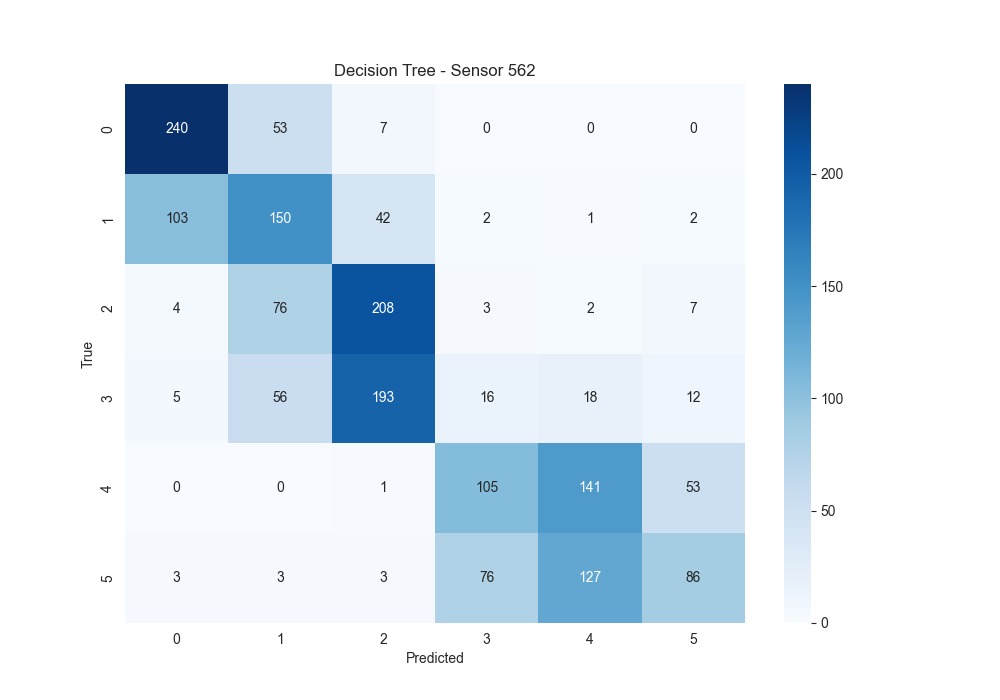 Decision Tree - Sensor 562
0 240 53 7 0 0 0
1 103 150 42 2 1 2
2 4 76 208 3 2 7
3 5 56 193 16 18 12
4 0 0 1 105 141 53
5 3 3 3 76 127 86
0 1 2 3 4 5
Predicted
True
200
150
100
50
0